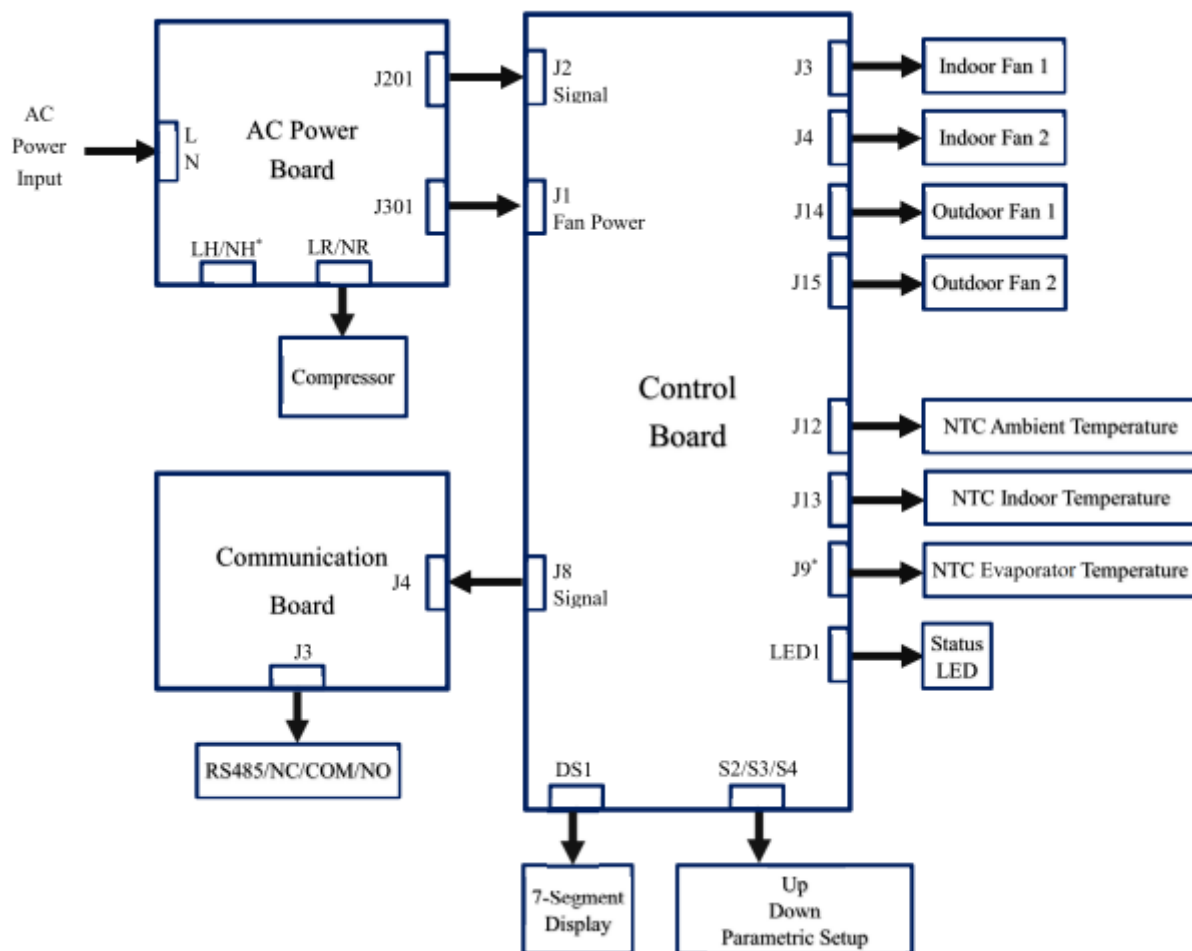 AC
Power
Input
L
N
AC Power
Board
J201
J301
LH/NH*
LR/NR
Compressor
J2
Signal
J1
Fan Power
Control
Board
J3
Indoor Fan 1
J4
Indoor Fan 2
J14
Outdoor Fan 1
J15
Outdoor Fan 2
J12
NTC Ambient Temperature
J13
NTC Indoor Temperature
J9*
NTC Evaporator Temperature
LED1
Status
LED
Communication
Board
J4
J3
RS485/NC/COM/NO
J8
Signal
DS1
7-Segment
Display
S2/S3/S4
Up
Down
Parametric Setup